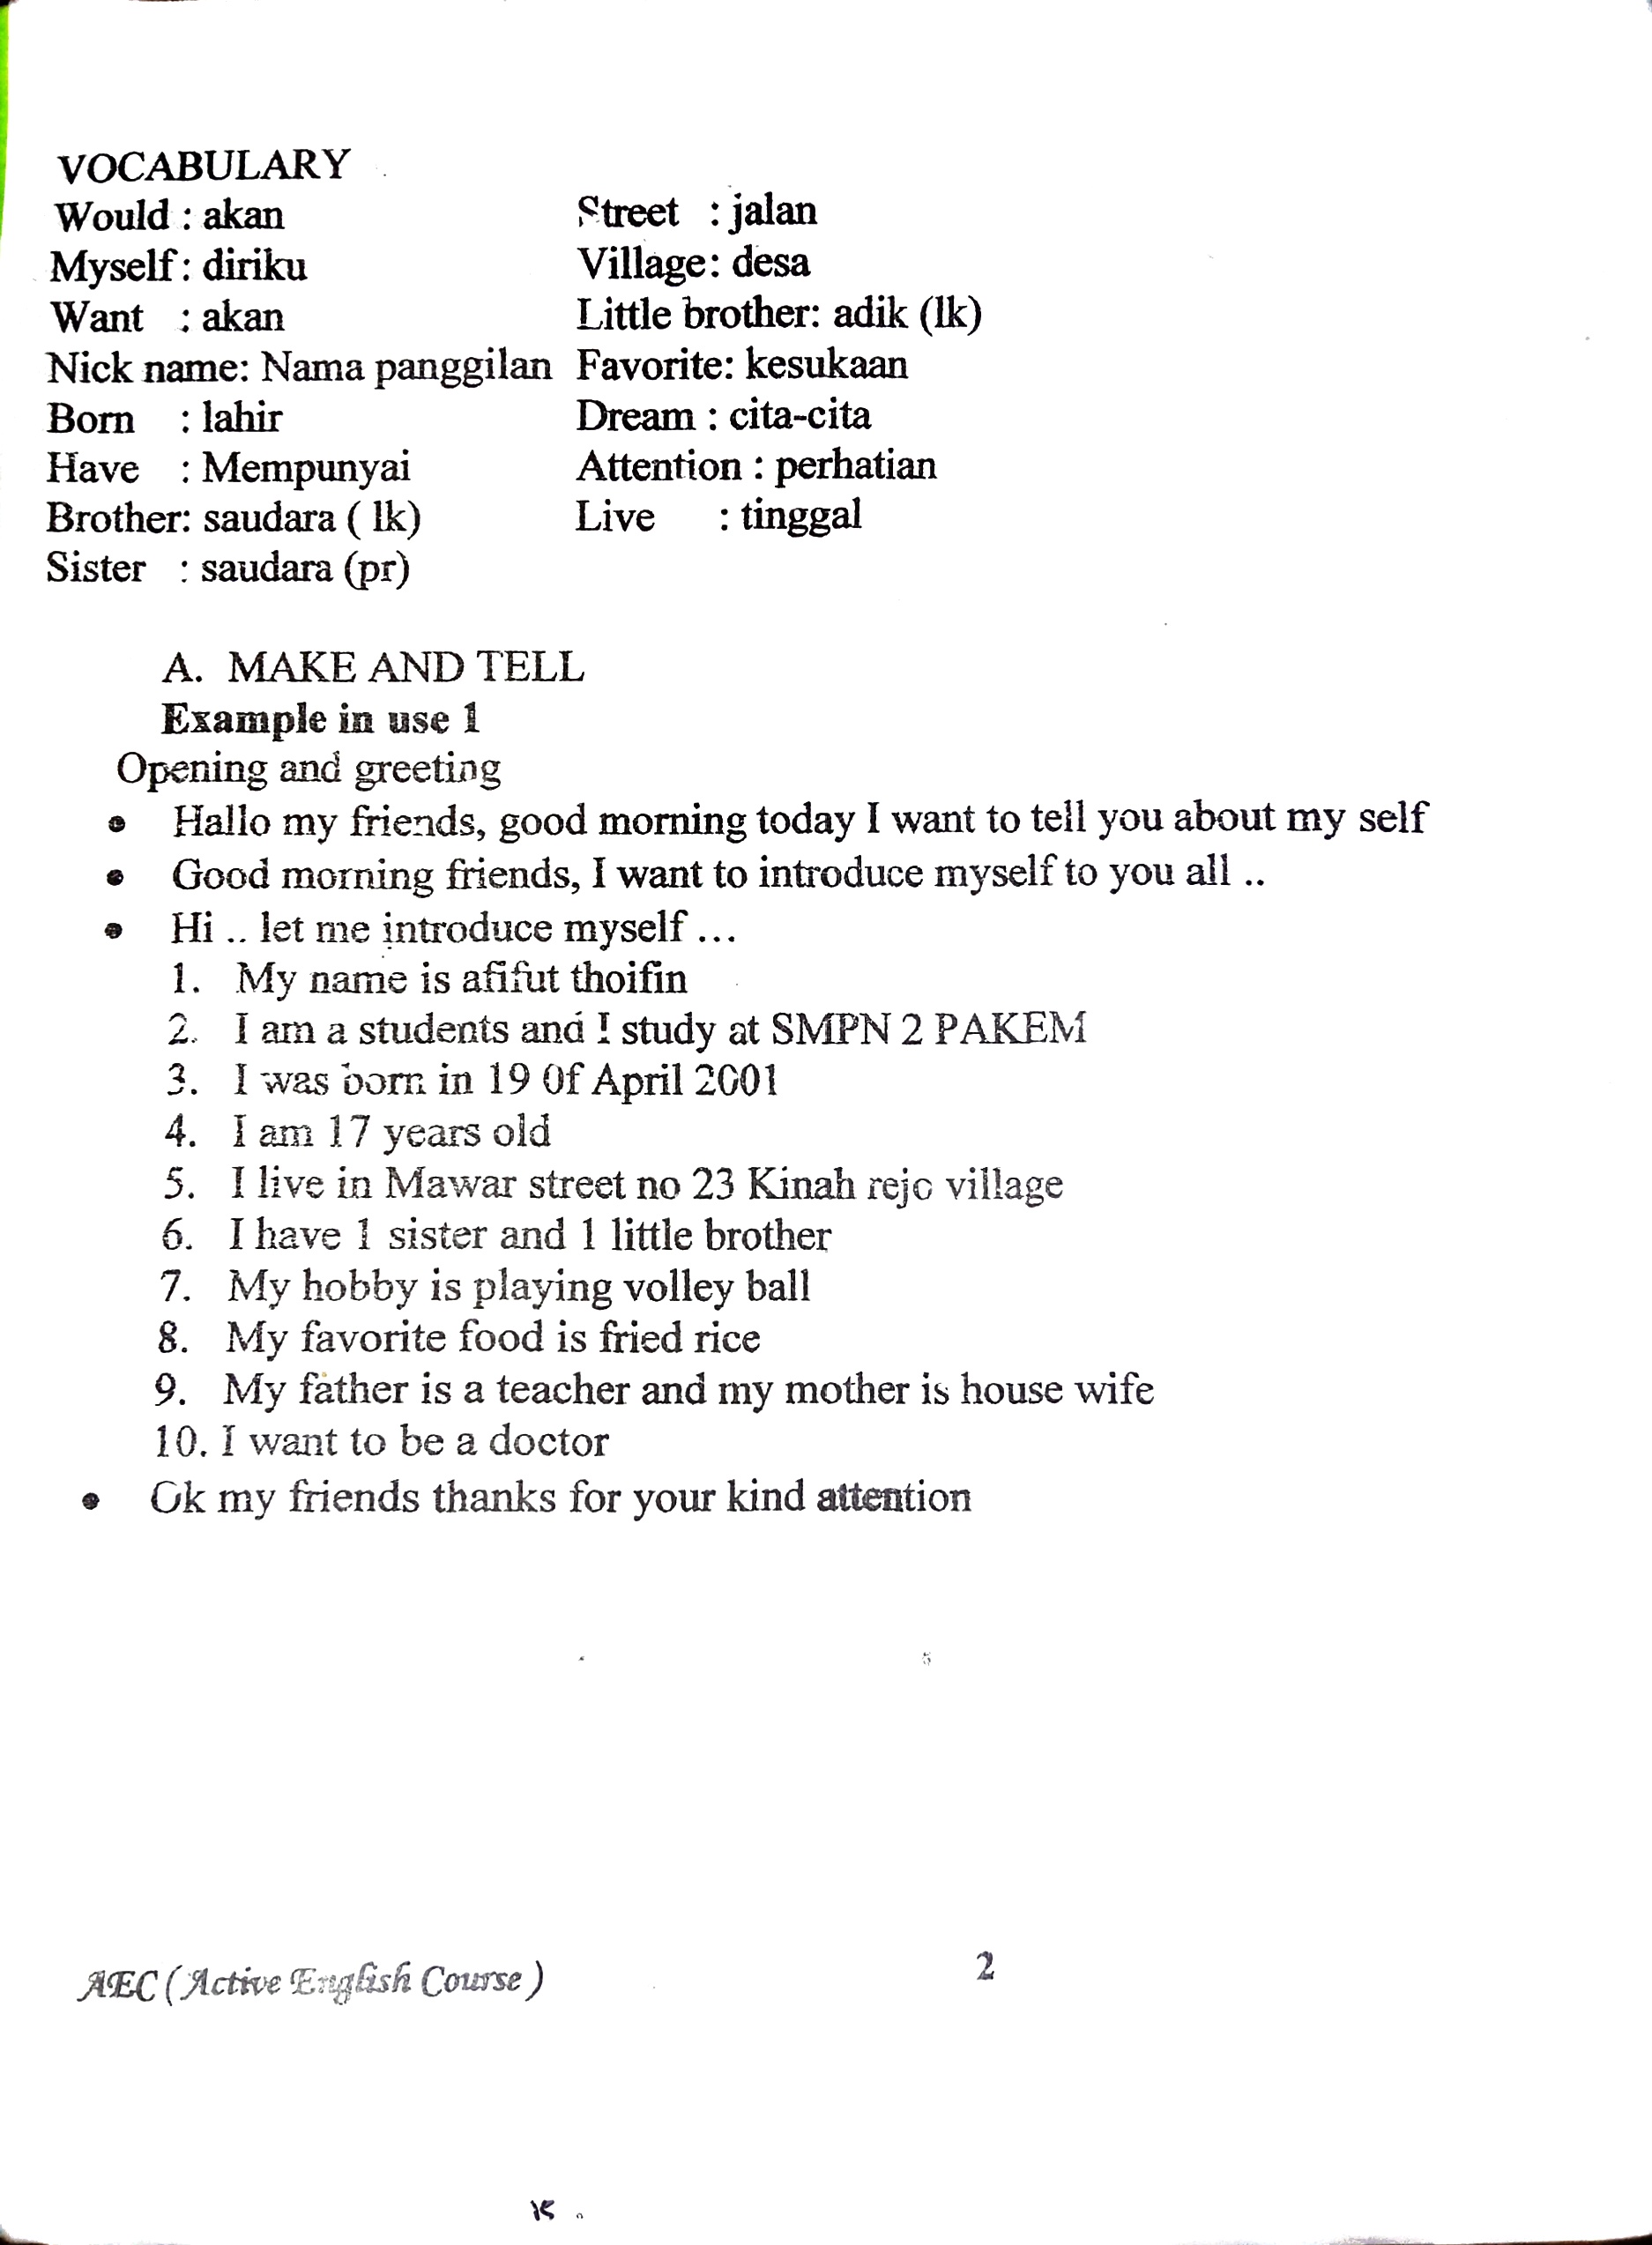 VOCABULARY
Would : akan
Myself : diriku
Want : akan
Nick name: Nama panggilan
Born : lahir
Have : Mempunyai
Brother: saudara ( lk)
Sister : saudara (pr)
Street : jalan
Village: desa
Little brother: adik (lk)
Favorite: kesukaan
Dream : cita-cita
Attention : perhatian
Live : tinggal
A. MAKE AND TELL
Example in use 1
Opening and greeting
• Hallo my friends, good morning today I want to tell you about my self
• Good morning friends, I want to introduce myself to you all ..
• Hi .. let me introduce myself ...
1. My name is afifut thoifin
2. I am a students and I study at SMPN 2 PAKEM
3. I was born in 19 0f April 2001
4. I am 17 years old
5. I live in Mawar street no 23 Kinah rejo village
6. I have 1 sister and 1 little brother
7. My hobby is playing volley ball
8. My favorite food is fried rice
9. My father is a teacher and my mother is house wife
10. I want to be a doctor
• Ok my friends thanks for your kind attention
AEC ( Active English Course )
2